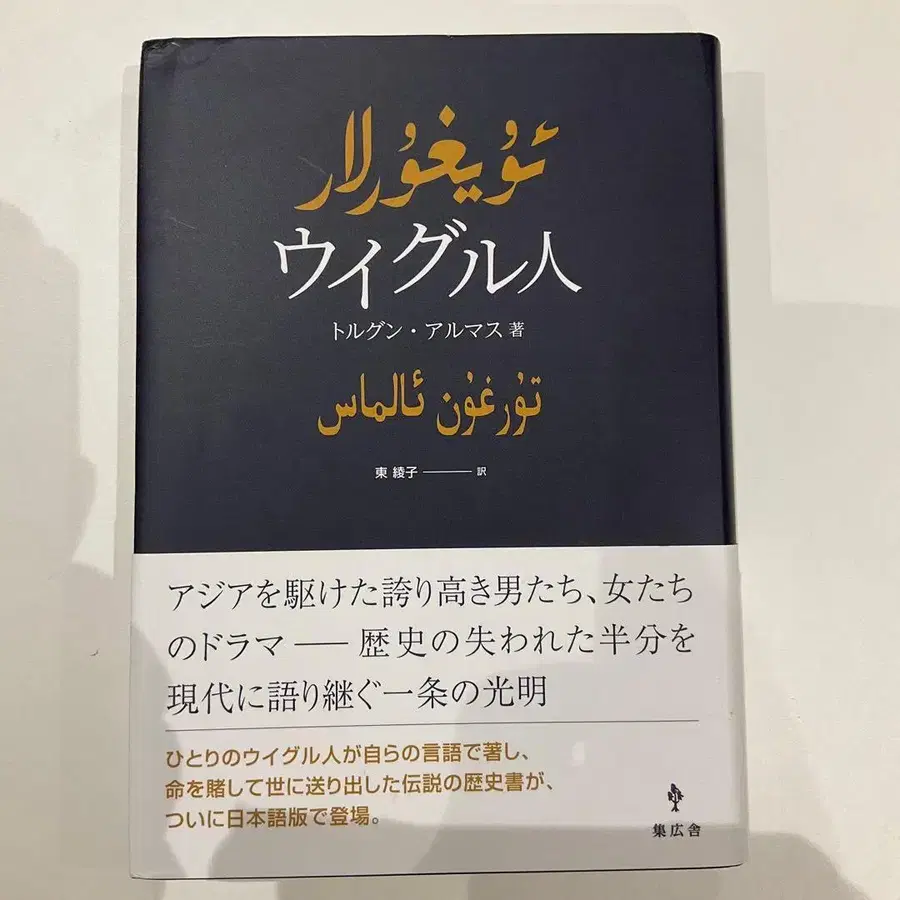 ئۇيغۇرلار
ウイグル人
トルグン・アルマス 著
تۇرغۇن ئالماس
東 綾子 ── 訳
アジアを駆けた誇り高き男たち、女たち
のドラマ ── 歴史の失われた半分を
現代に語り継ぐ一条の光明
ひとりのウイグル人が自らの言語で著し、
命を賭して世に送り出した伝説の歴史書が、
ついに日本語版で登場。
集広舎